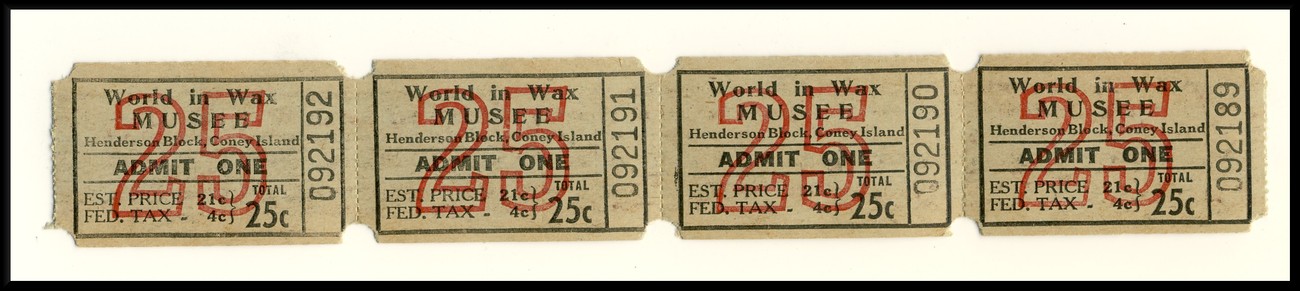 World in Wax
MUSEE
Henderson Block, Coney Island
ADMIT ONE
EST. PRICE 21c} TOTAL
FED. TAX - 4c} 25c
25
092192
World in Wax
MUSEE
Henderson Block, Coney Island
ADMIT ONE
EST. PRICE 21c} TOTAL
FED. TAX - 4c} 25c
25
092191
World in Wax
MUSEE
Henderson Block, Coney Island
ADMIT ONE
EST. PRICE 21c} TOTAL
FED. TAX - 4c} 25c
25
092190
World in Wax
MUSEE
Henderson Block, Coney Island
ADMIT ONE
EST. PRICE 21c} TOTAL
FED. TAX - 4c} 25c
25
092189